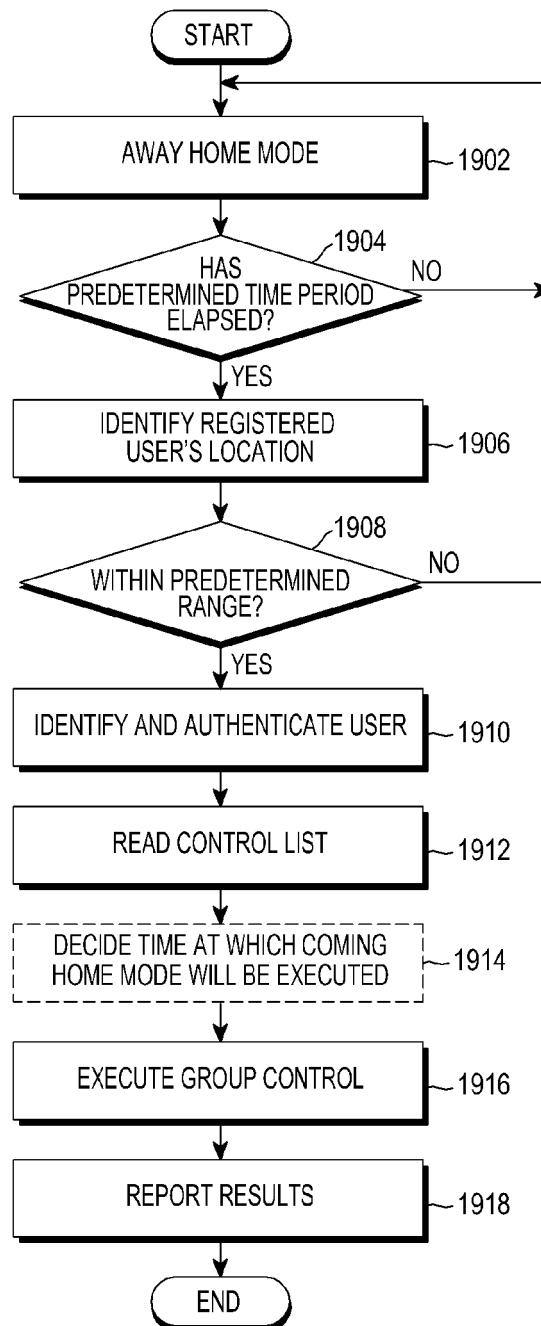 START
AWAY HOME MODE
1902
1904
HAS
PREDETERMINED TIME PERIOD
ELAPSED?
NO
YES
IDENTIFY REGISTERED
USER'S LOCATION
1906
1908
WITHIN PREDETERMINED
RANGE?
NO
YES
IDENTIFY AND AUTHENTICATE USER
1910
READ CONTROL LIST
1912
DECIDE TIME AT WHICH COMING
HOME MODE WILL BE EXECUTED
1914
EXECUTE GROUP CONTROL
1916
REPORT RESULTS
1918
END